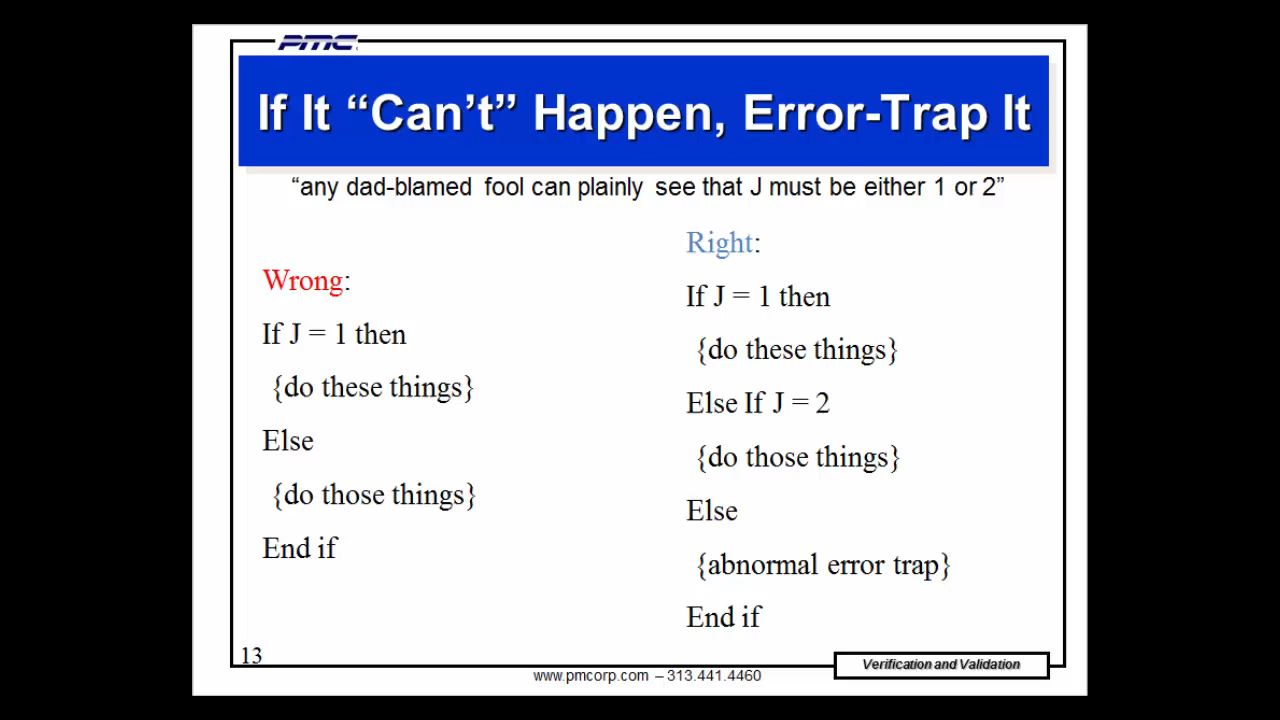 PMC
If It “Can’t” Happen, Error-Trap It
“any dad-blamed fool can plainly see that J must be either 1 or 2”
Wrong:
If J = 1 then
{do these things}
Else
{do those things}
End if
Right:
If J = 1 then
{do these things}
Else If J = 2
{do those things}
Else
{abnormal error trap}
End if
13
Verification and Validation
www.pmcorp.com – 313.441.4460